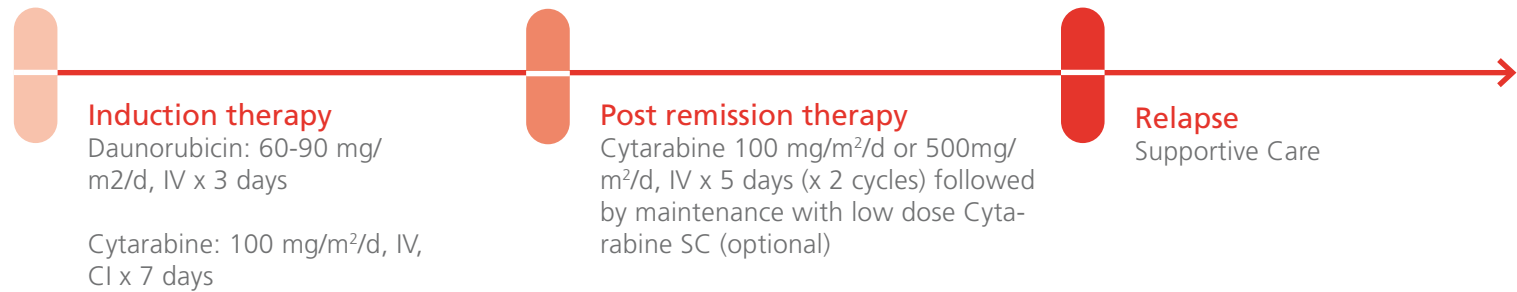 Induction therapy
Daunorubicin: 60-90 mg/
m2/d, IV x 3 days
Cytarabine: 100 mg/m²/d, IV,
CI x 7 days
Post remission therapy
Cytarabine 100 mg/m²/d or 500mg/
m²/d, IV x 5 days (x 2 cycles) followed
by maintenance with low dose Cyta-
rabine SC (optional)
Relapse
Supportive Care